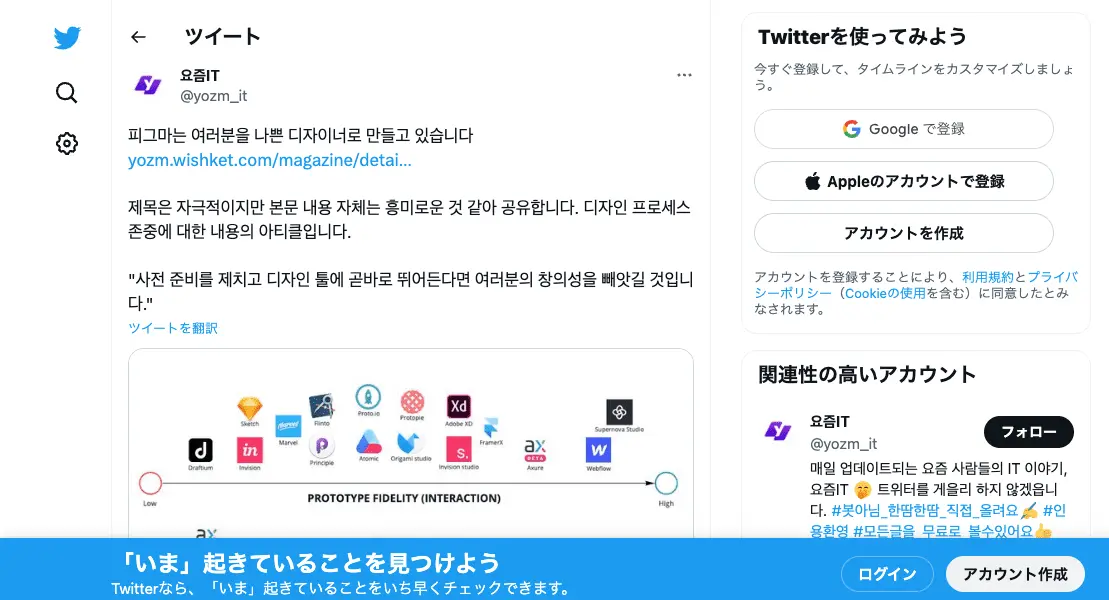 ツイート
요즘IT
@yozm_it
피그마는 여러분을 나쁜 디자이너로 만들고 있습니다
yozm.wishket.com/magazine/detai...
제목은 자극적이지만 본문 내용 자체는 흥미로운 것 같아 공유합니다. 디자인 프로세스
존중에 대한 내용의 아티클입니다.
"사전 준비를 제치고 디자인 툴에 곧바로 뛰어든다면 여러분의 창의성을 빼앗길 것입니
다."
ツイートを翻訳
Sketch
Marvel
Flinto
Proto.io
Protopie
Xd
Adobe XD
FramerX
Supernova Studio
d
Draftium
in
Invision
P
Principle
Atomic
Origami studio
S.
Invision studio
ax
BETA
Axure
W
Webflow
Low
PROTOTYPE FIDELITY (INTERACTION)
High
ax
Twitterを使ってみよう
今すぐ登録して、タイムラインをカスタマイズしましょ
う。
Google で登録
Appleのアカウントで登録
アカウントを作成
アカウントを登録することにより、利用規約とプライバ
シーポリシー（Cookieの使用を含む）に同意したとみ
なされます。
関連性の高いアカウント
요즘IT
@yozm_it
フォロー
매일 업데이트되는 요즘 사람들의 IT 이야기,
요즘IT 🤭 트위터를 게을리 하지 않겠읍니
다. #봇아님_한땀한땀_직접_올려요✍️ #인
용환영 #모든글을_무료로_볼수있어요👍
「いま」起きていることを見つけよう
Twitterなら、「いま」起きていることをいち早くチェックできます。
ログイン
アカウント作成